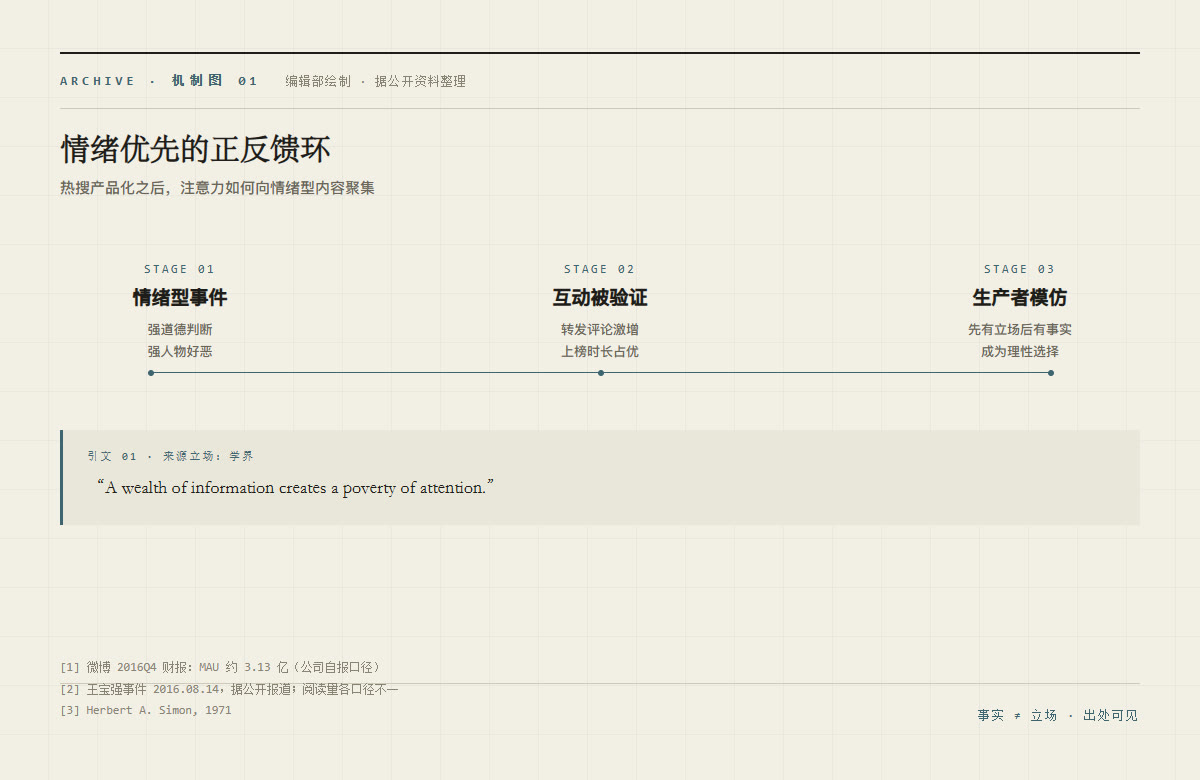 ARCHIVE · 机制图 01 编辑部绘制 · 据公开资料整理
情绪优先的正反馈环
热搜产品化之后，注意力如何向情绪型内容聚集
STAGE 01
情绪型事件
强道德判断
强人物好恶
STAGE 02
互动被验证
转发评论激增
上榜时长占优
STAGE 03
生产者模仿
先有立场后有事实
成为理性选择
引文 01 · 来源立场：学界
“A wealth of information creates a poverty of attention.”
[1] 微博 2016Q4 财报：MAU 约 3.13 亿（公司自报口径）
[2] 王宝强事件 2016.08.14，据公开报道；阅读量各口径不一
[3] Herbert A. Simon, 1971
事实 ≠ 立场 · 出处可见